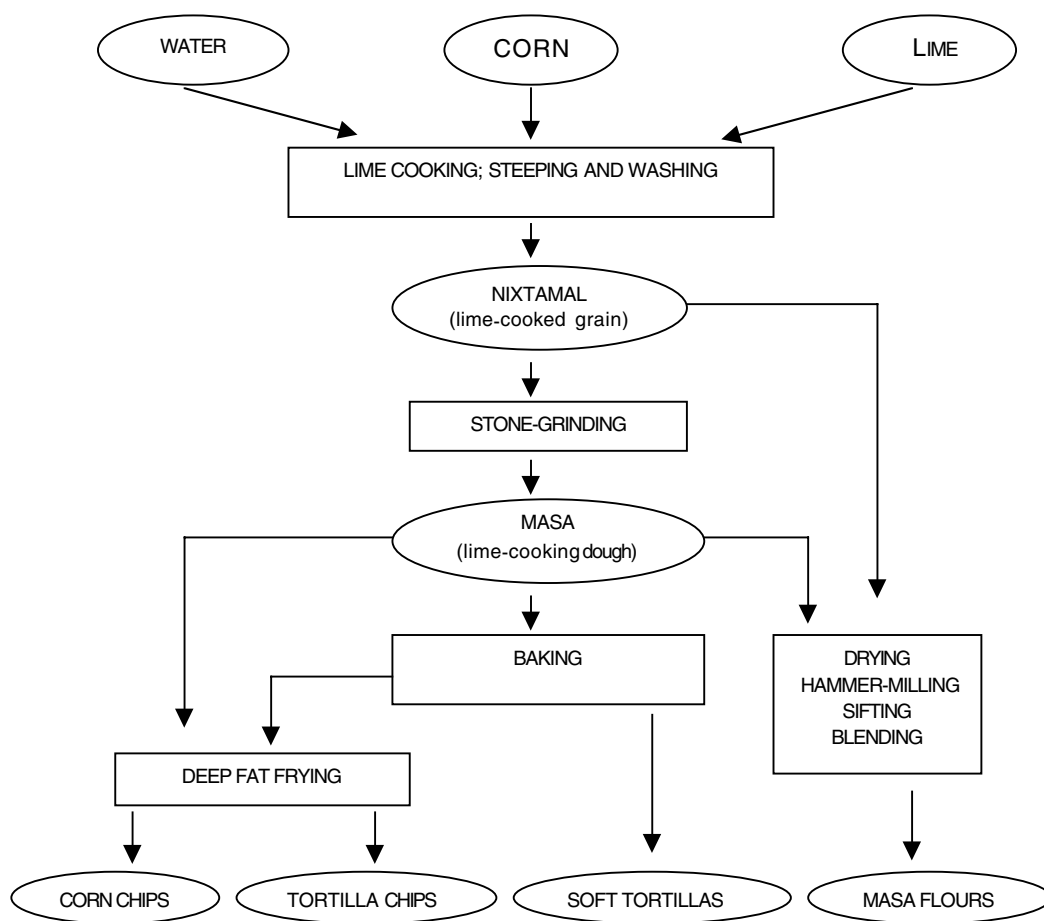 WATER
CORN
LIME
LIME COOKING; STEEPING AND WASHING
NIXTAMAL
(lime-cooked grain)
STONE-GRINDING
MASA
(lime-cooking dough)
BAKING
DRYING
HAMMER-MILLING
SIFTING
BLENDING
DEEP FAT FRYING
CORN CHIPS
TORTILLA CHIPS
SOFT TORTILLAS
MASA FLOURS